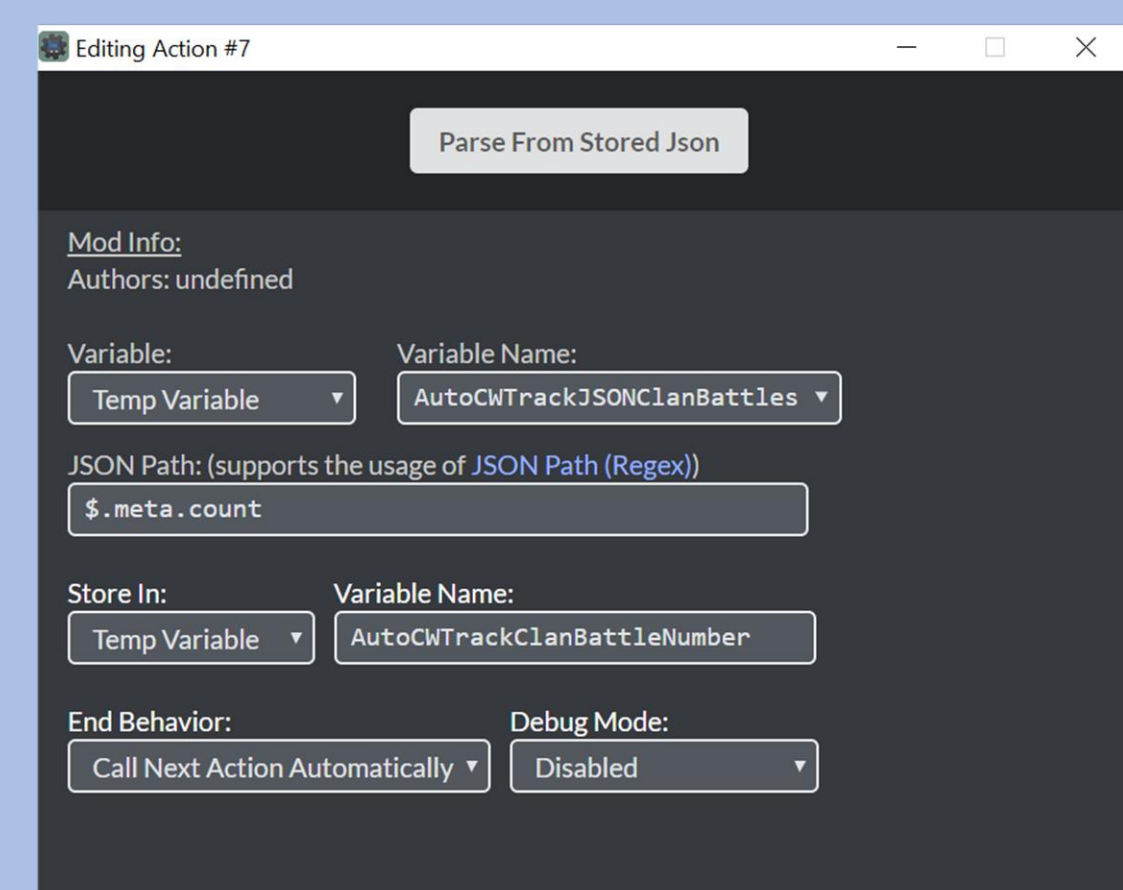 Editing Action #7
Parse From Stored Json
Mod Info:
Authors: undefined
Variable: Variable Name:
Temp Variable AutoCWTrackJSONClanBattles
JSON Path: (supports the usage of JSON Path (Regex))
$.meta.count
Store In: Variable Name:
Temp Variable AutoCWTrackClanBattleNumber
End Behavior: Debug Mode:
Call Next Action Automatically Disabled